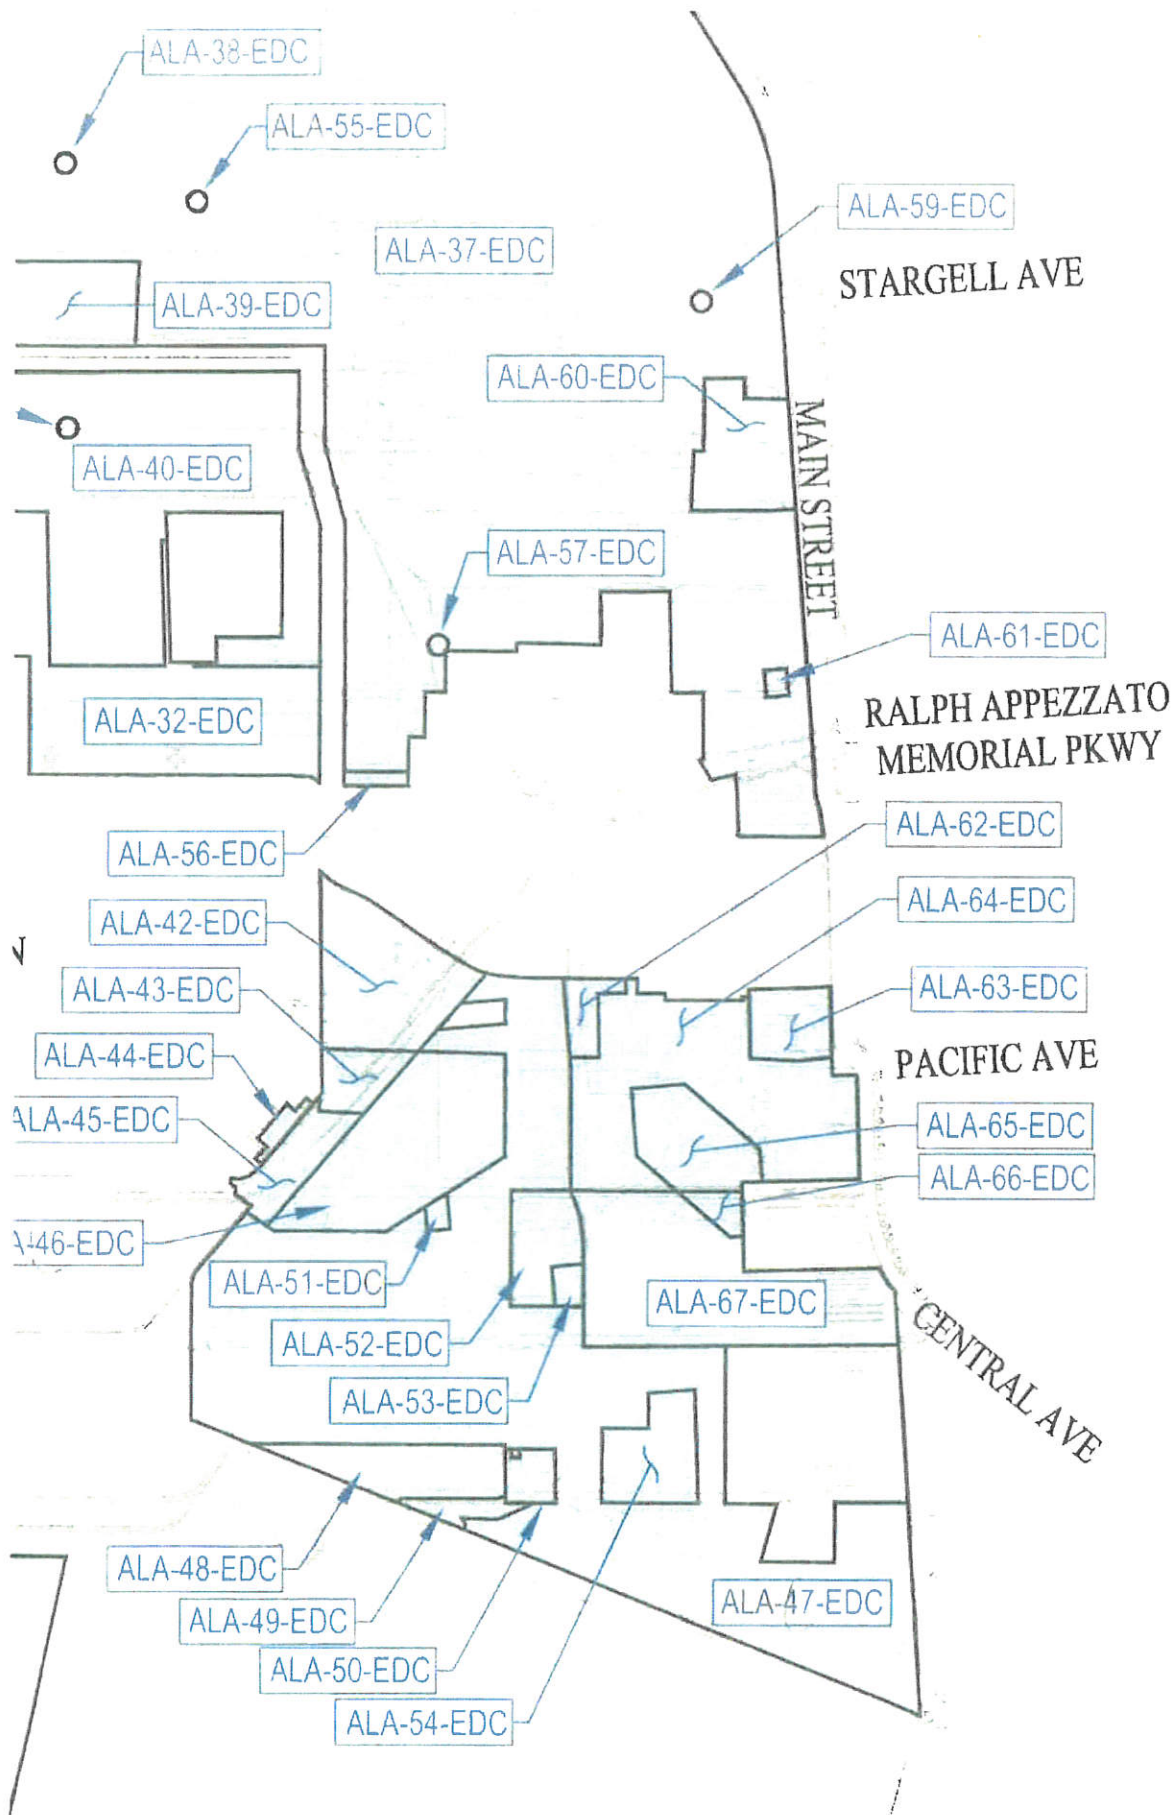 ALA-38-EDC
ALA-55-EDC
ALA-59-EDC
ALA-37-EDC
STARGELL AVE
ALA-39-EDC
ALA-60-EDC
MAIN STREET
ALA-40-EDC
ALA-57-EDC
ALA-61-EDC
ALA-32-EDC
RALPH APPEZZATO
MEMORIAL PKWY
ALA-62-EDC
ALA-56-EDC
ALA-64-EDC
ALA-42-EDC
N
ALA-43-EDC
ALA-63-EDC
ALA-44-EDC
PACIFIC AVE
ALA-45-EDC
ALA-65-EDC
ALA-66-EDC
A-46-EDC
ALA-51-EDC
ALA-67-EDC
ALA-52-EDC
CENTRAL AVE
ALA-53-EDC
ALA-48-EDC
ALA-47-EDC
ALA-49-EDC
ALA-50-EDC
ALA-54-EDC